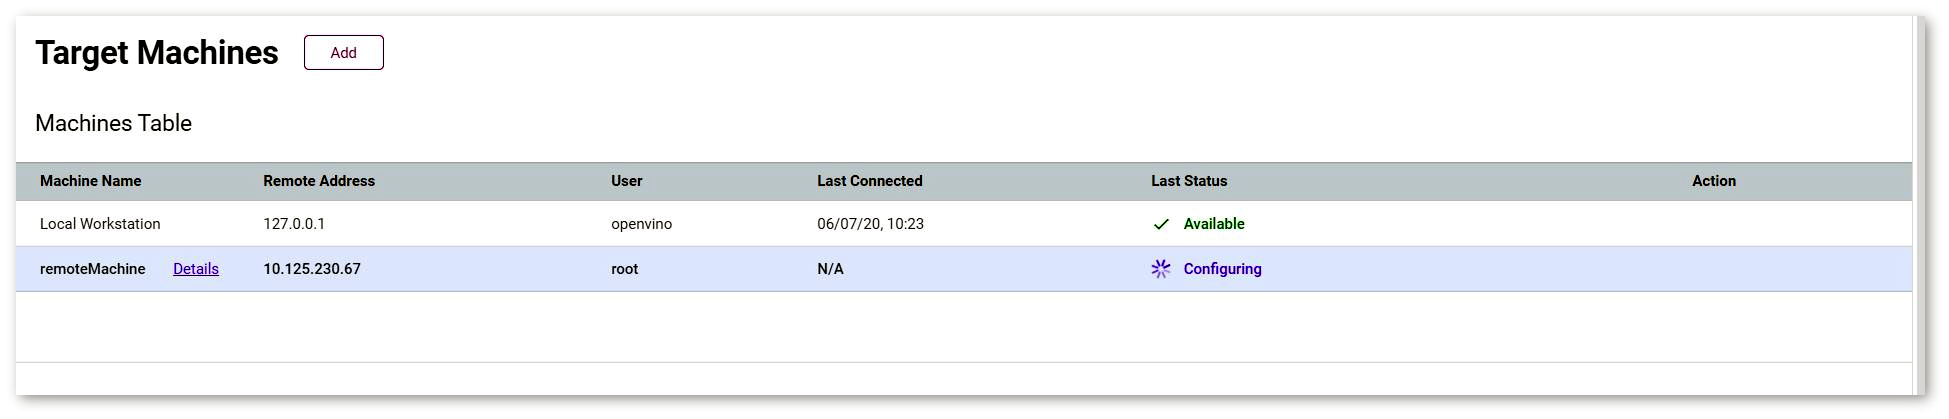 Target Machines Add
Machines Table
Machine Name Remote Address User Last Connected Last Status Action
Local Workstation 127.0.0.1 openvino 06/07/20, 10:23 Available
remoteMachine Details 10.125.230.67 root N/A Configuring